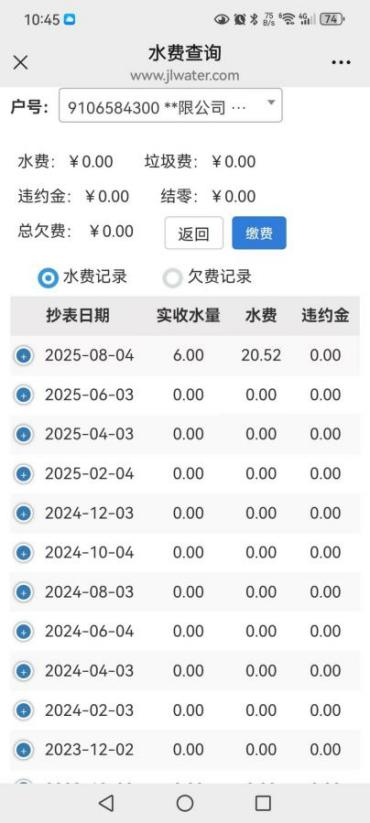 10:45 75 B/s 6 4G 74
水费查询
www.jlwater.com
户号： 9106584300 **限公司 ···
水费：￥0.00 垃圾费：￥0.00
违约金：￥0.00 结零：￥0.00
总欠费：￥0.00 返回 缴费
水费记录 欠费记录
抄表日期 实收水量 水费 违约金
2025-08-04 6.00 20.52 0.00
2025-06-03 0.00 0.00 0.00
2025-04-03 0.00 0.00 0.00
2025-02-04 0.00 0.00 0.00
2024-12-03 0.00 0.00 0.00
2024-10-04 0.00 0.00 0.00
2024-08-03 0.00 0.00 0.00
2024-06-04 0.00 0.00 0.00
2024-04-03 0.00 0.00 0.00
2024-02-03 0.00 0.00 0.00
2023-12-02 0.00 0.00 0.00